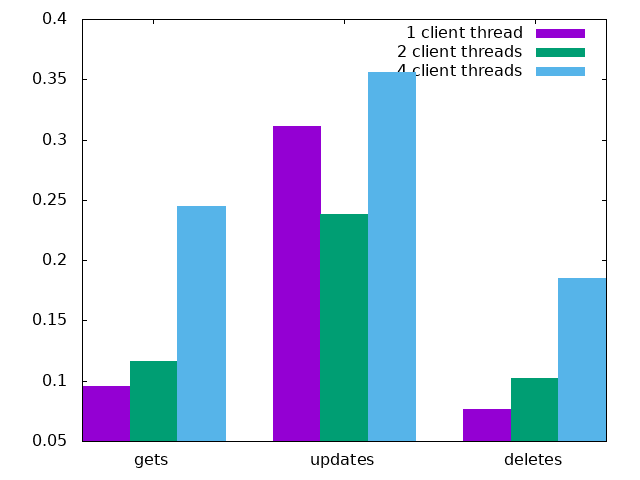 0.4
0.35
0.3
0.25
0.2
0.15
0.1
0.05
1 client thread
2 client threads
4 client threads
gets updates deletes